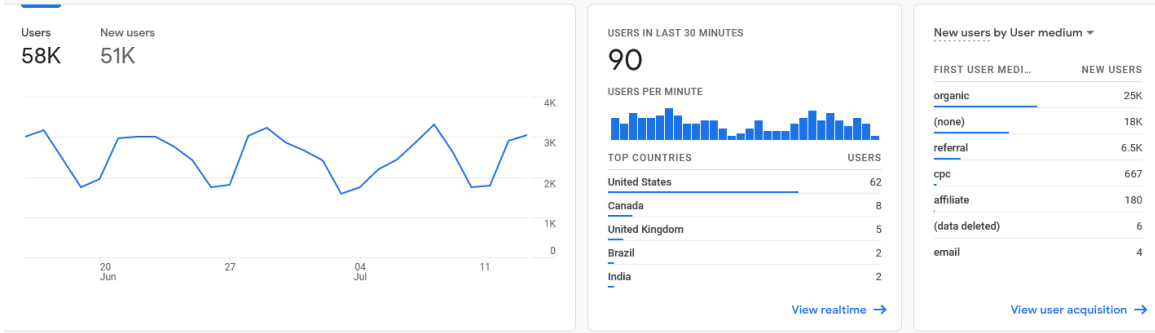 Users
New users
58K
51K
4K
3K
2K
1K
0
20
Jun
27
04
Jul
11
USERS IN LAST 30 MINUTES
90
USERS PER MINUTE
TOP COUNTRIES USERS
United States 62
Canada 8
United Kingdom 5
Brazil 2
India 2
View realtime
New users by User medium
FIRST USER MEDI... NEW USERS
organic 25K
(none) 18K
referral 6.5K
cpc 667
affiliate 180
(data deleted) 6
email 4
View user acquisition